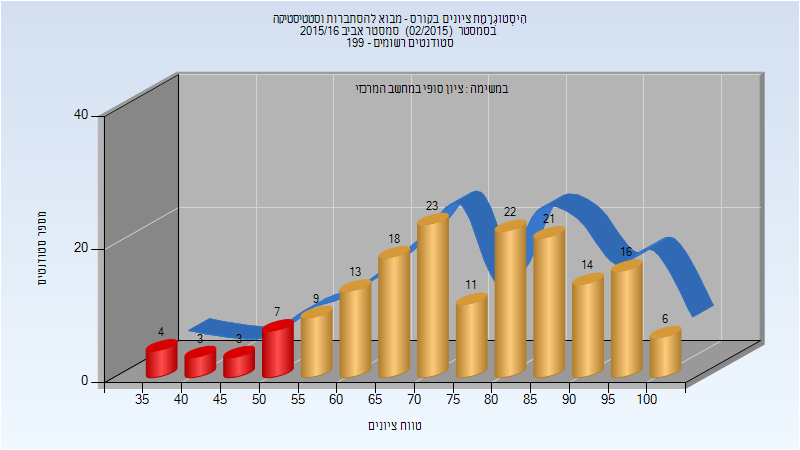 הִיסְטוגְרָמַת ציונים בקורס - מבוא להסתברות וסטטיסטיקה
בסמסטר (02/2015) סמסטר אביב 2015/16
סטודנטים רשומים - 199
במשימה : ציון סופי במחשב המרכזי
40
20
0
מספר סטודנטים
4
3
3
7
9
13
18
23
11
22
21
14
16
6
35 40 45 50 55 60 65 70 75 80 85 90 95 100
טווח ציונים